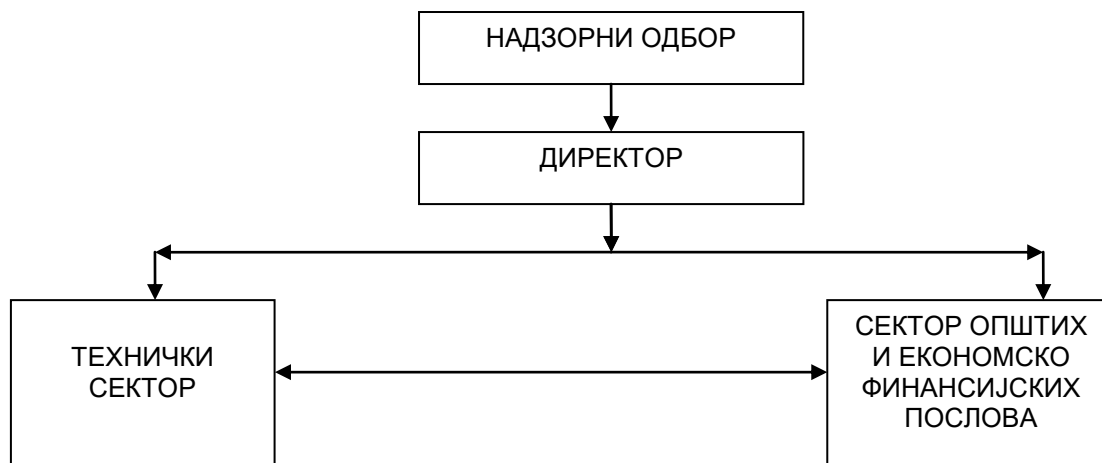 НАДЗОРНИ ОДБОР
ДИРЕКТОР
ТЕХНИЧКИ
СЕКТОР
СЕКТОР ОПШТИХ
И ЕКОНОМСКО
ФИНАНСИЈСКИХ
ПОСЛОВА